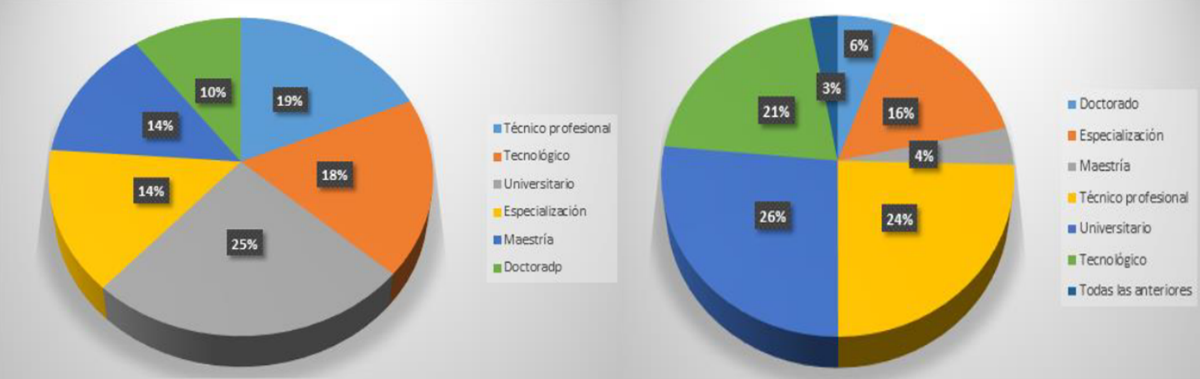 19%
18%
25%
14%
14%
10%
Técnico profesional
Tecnológico
Universitario
Especialización
Maestría
Doctoradp
6%
16%
4%
24%
26%
21%
3%
Doctorado
Especialización
Maestría
Técnico profesional
Universitario
Tecnológico
Todas las anteriores